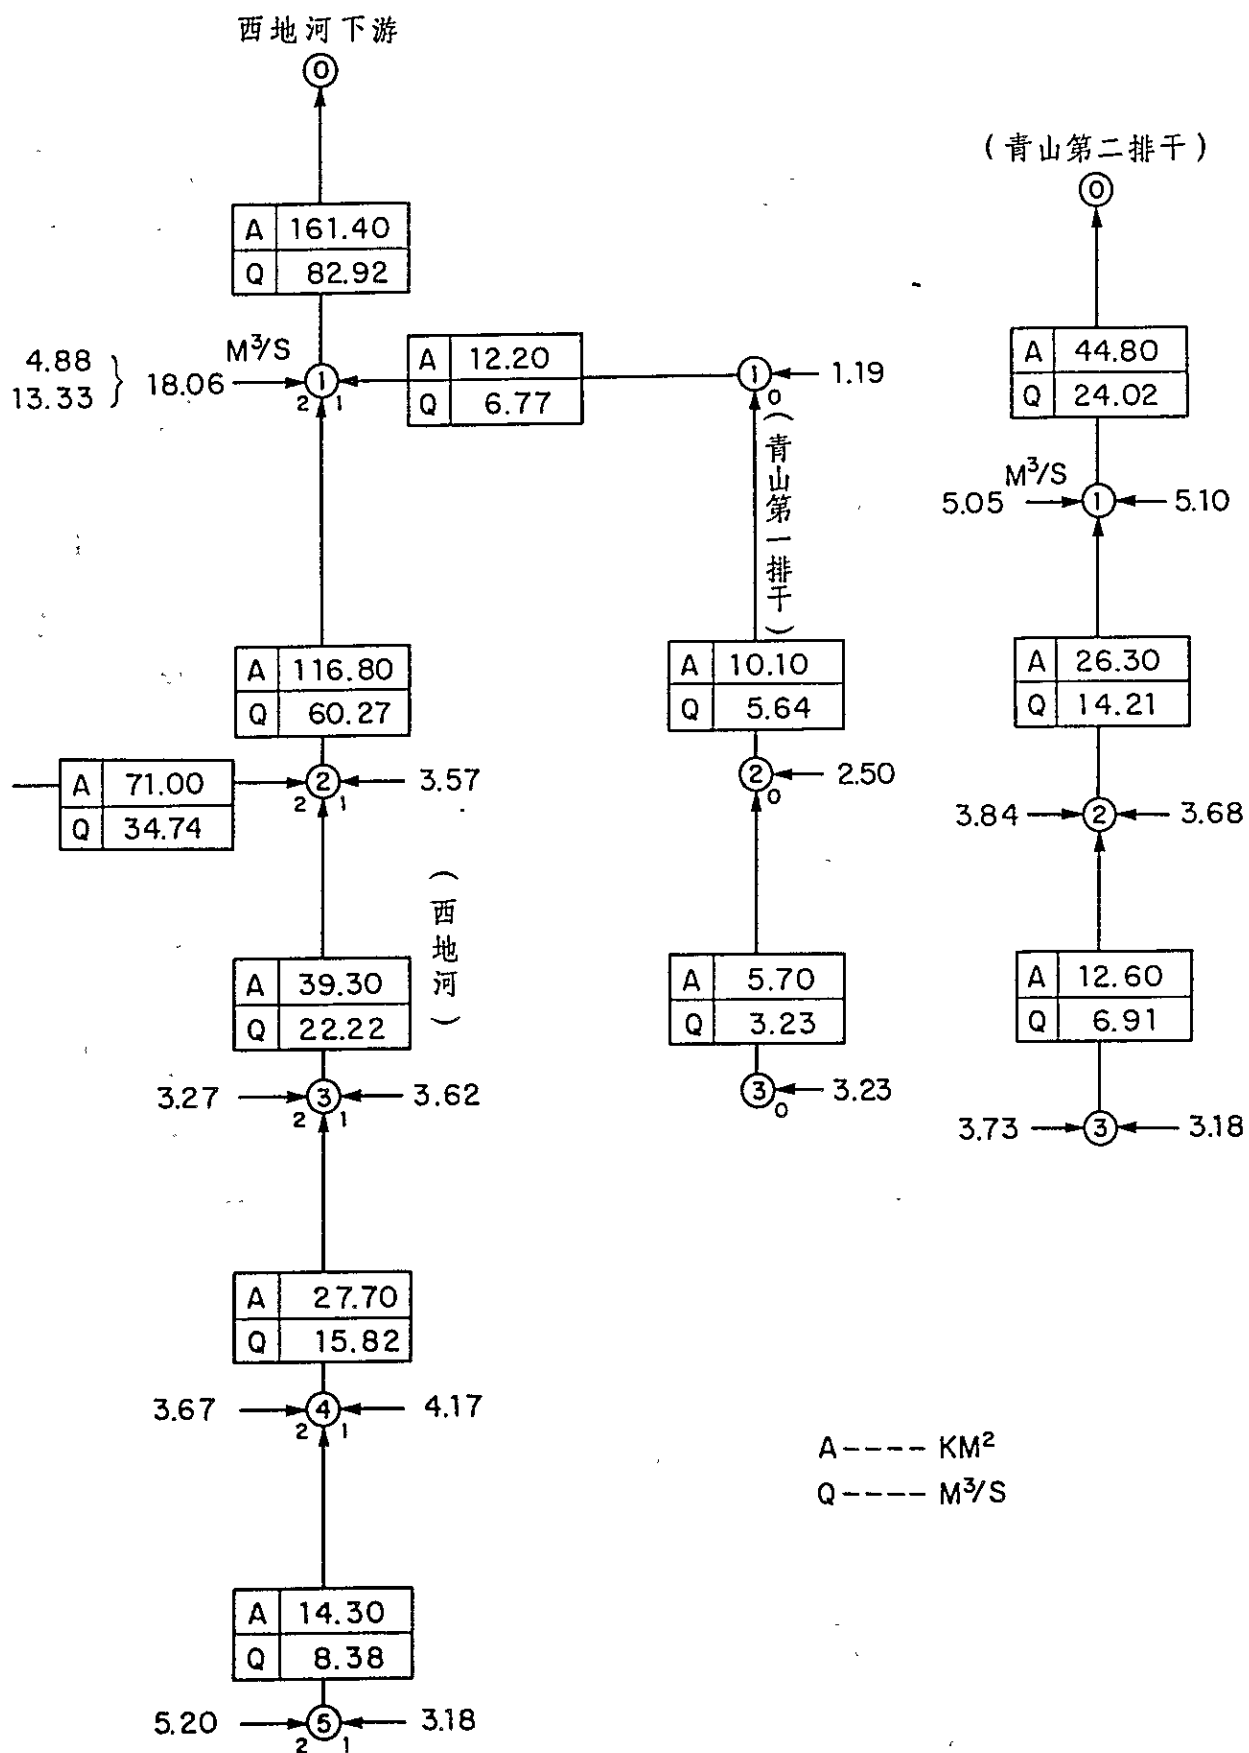 西地河下游
0
A 161.40
Q 82.92
4.88
13.33
} 18.06
M³/S
1
2 1
A 12.20
Q 6.77
1
0
1.19
(青山第一排干)
A 116.80
Q 60.27
A 71.00
Q 34.74
2
2 1
3.57
(西地河)
A 39.30
Q 22.22
3.27
3
2 1
3.62
A 27.70
Q 15.82
3.67
4
2 1
4.17
A 14.30
Q 8.38
5.20
5
2 1
3.18
A 10.10
Q 5.64
2
0
2.50
A 5.70
Q 3.23
3
0
3.23
(青山第二排干)
0
A 44.80
Q 24.02
M³/S
5.05
1
5.10
A 26.30
Q 14.21
3.84
2
3.68
A 12.60
Q 6.91
3.73
3
3.18
A---- KM²
Q---- M³/S